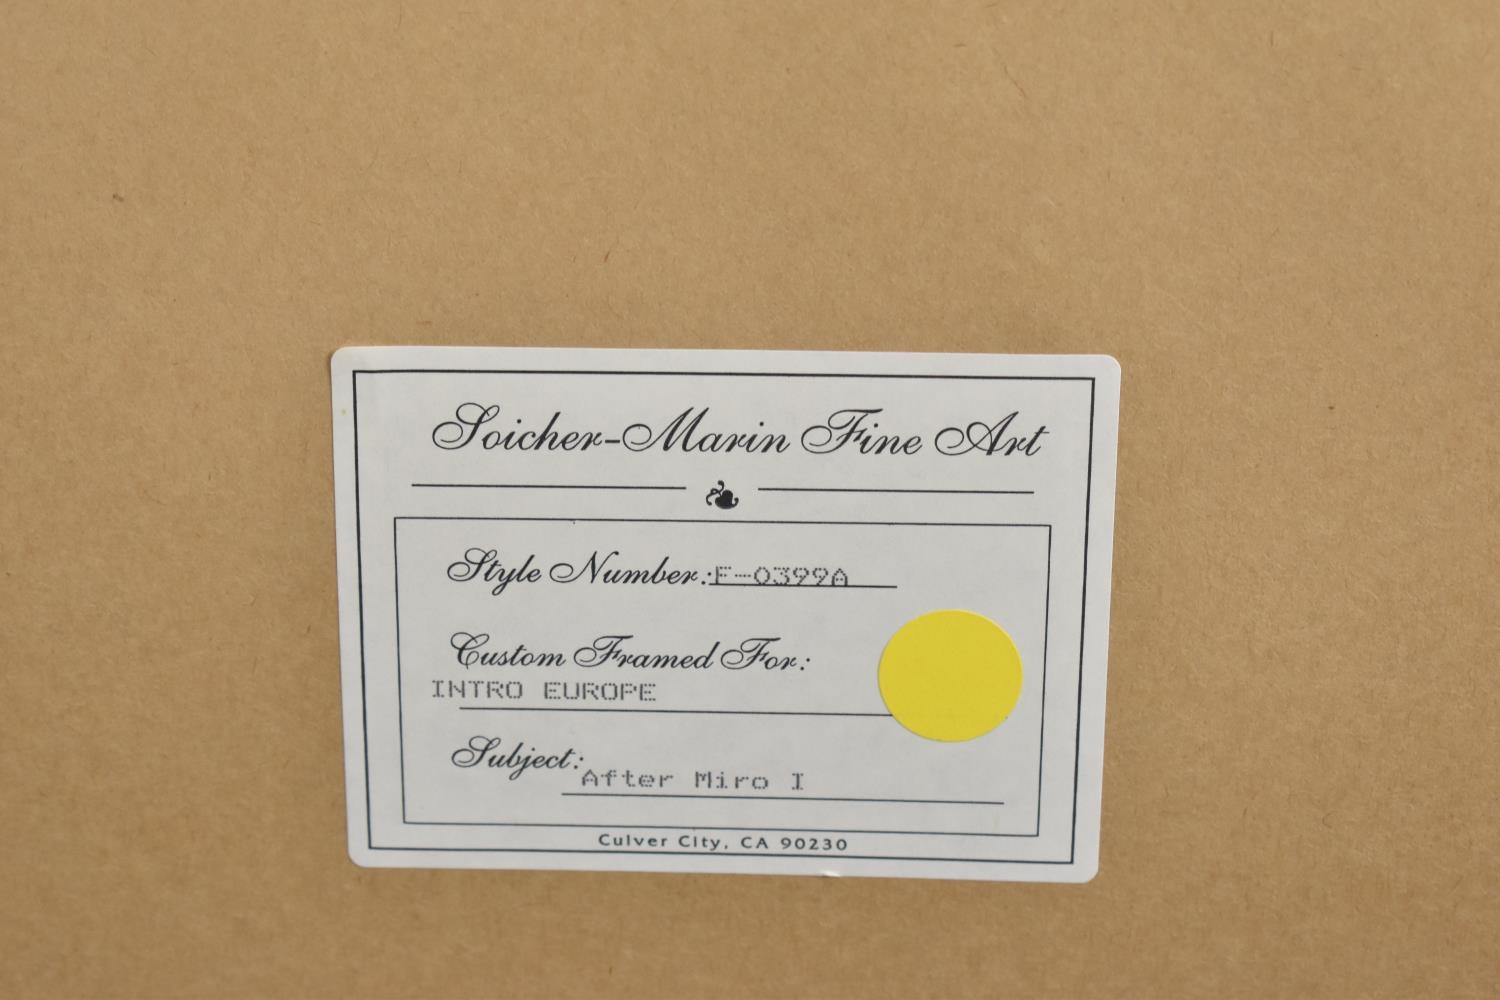 Soicher-Marin Fine Art
Style Number: F-0399A
Custom Framed For:
INTRO EUROPE
Subject: After Miro I
Culver City, CA 90230